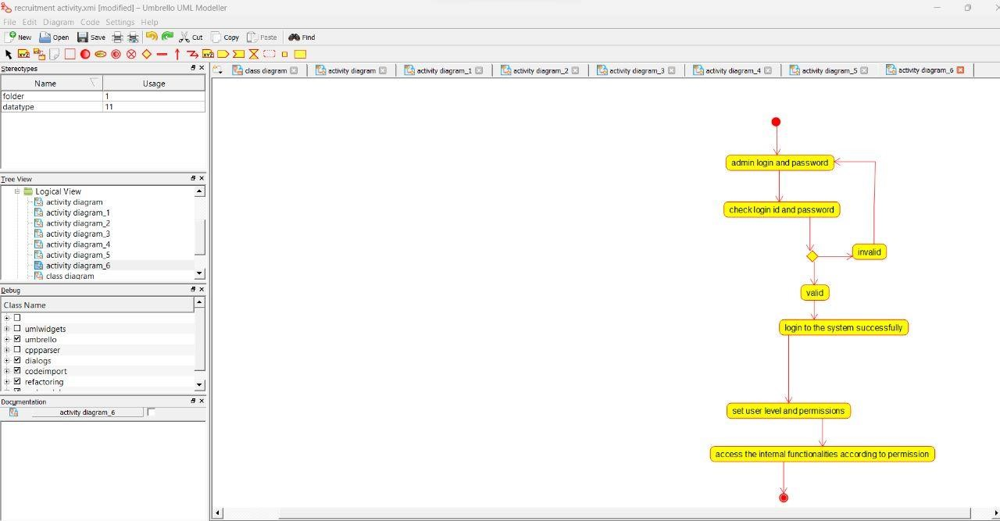 recruitment activity.xmi [modified] – Umbrello UML Modeller
File Edit Diagram Code Settings Help
New Open Save Cut Copy Paste Find
Stereotypes
Name Usage
folder 1
datatype 11
Tree View
Logical View
activity diagram
activity diagram_1
activity diagram_2
activity diagram_3
activity diagram_4
activity diagram_5
activity diagram_6
class diagram
Debug
Class Name
umlwidgets
umbrello
cppparser
dialogs
codeimport
refactoring
Documentation
activity diagram_6
class diagram activity diagram activity diagram_1 activity diagram_2 activity diagram_3 activity diagram_4 activity diagram_5 activity diagram_6
admin login and password
check login id and password
invalid
valid
login to the system successfully
set user level and permissions
access the internal functionalities according to permission